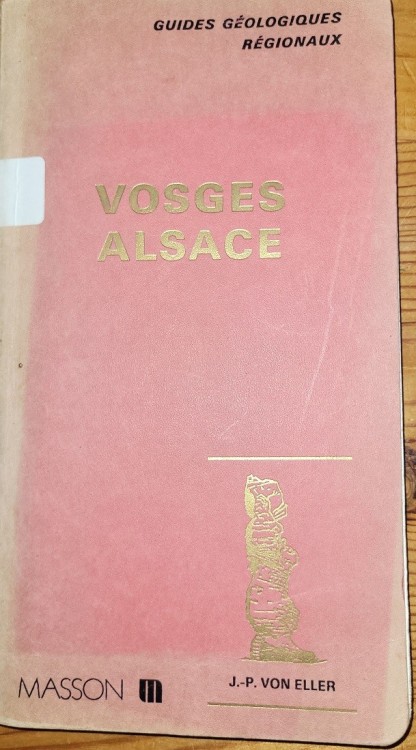 GUIDES GÉOLOGIQUES
RÉGIONAUX
VOSGES
ALSACE
J.-P. VON ELLER
MASSON m